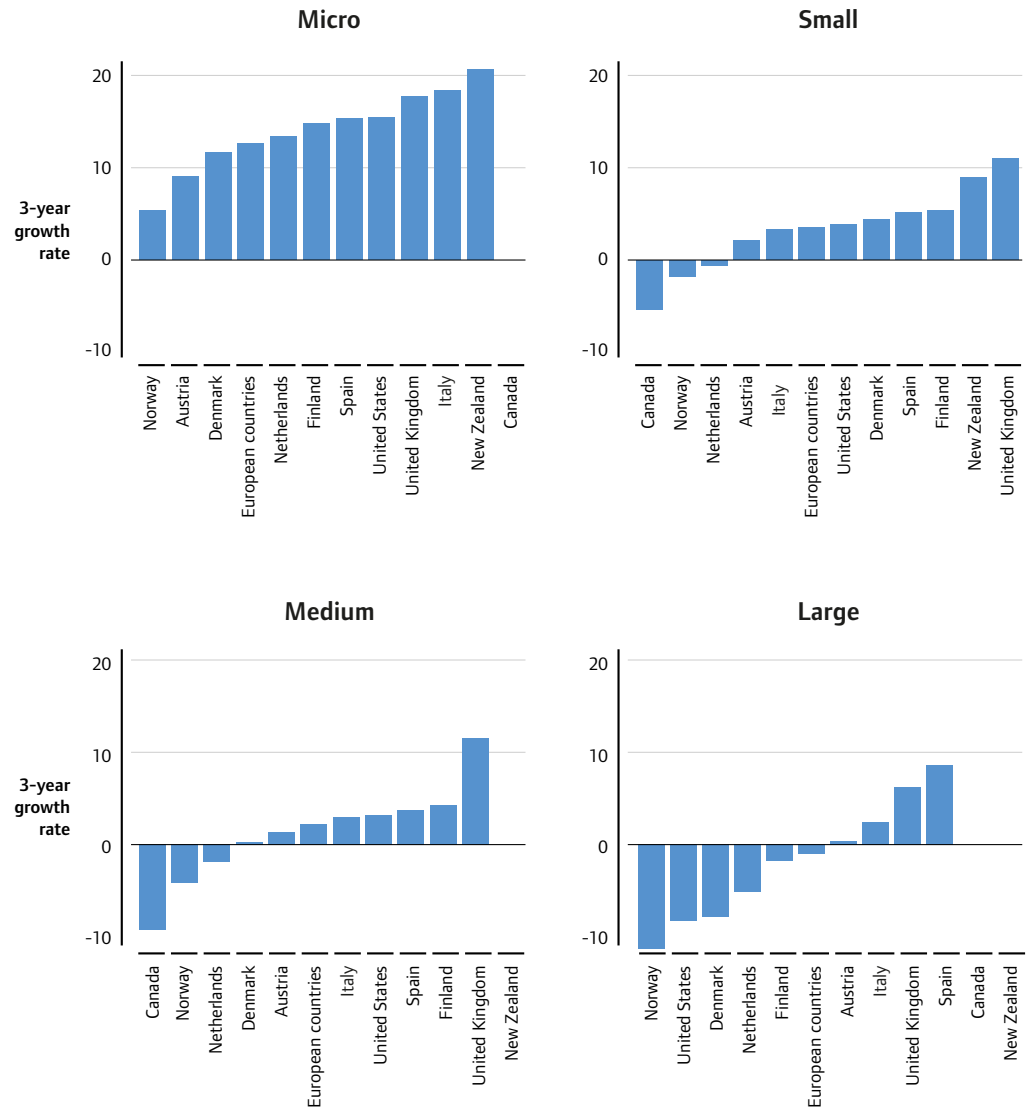 Micro
20
10
3-year
growth
rate
0
-10
Norway
Austria
Denmark
European countries
Netherlands
Finland
Spain
United States
United Kingdom
Italy
New Zealand
Canada
Small
20
10
0
-10
Canada
Norway
Netherlands
Austria
Italy
European countries
United States
Denmark
Spain
Finland
New Zealand
United Kingdom
Medium
20
10
3-year
growth
rate
0
-10
Canada
Norway
Netherlands
Denmark
Austria
European countries
Italy
United States
Spain
Finland
United Kingdom
New Zealand
Large
20
10
0
-10
Norway
United States
Denmark
Netherlands
Finland
European countries
Austria
Italy
United Kingdom
Spain
Canada
New Zealand